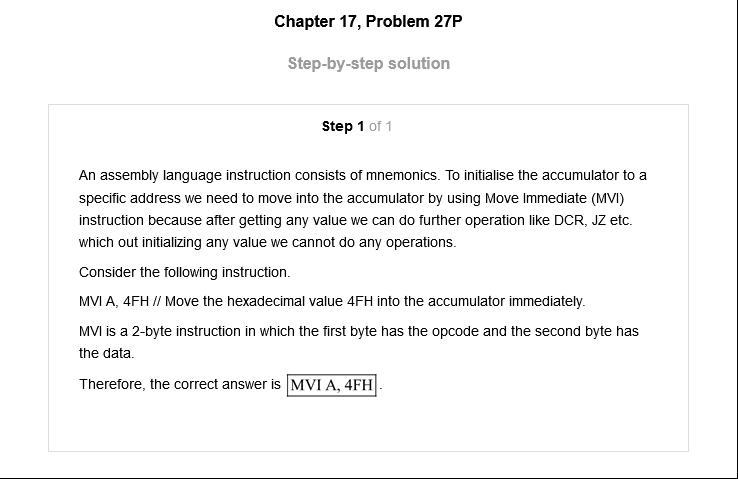 Chapter 17, Problem 27P
Step-by-step solution
Step 1 of 1
An assembly language instruction consists of mnemonics. To initialise the accumulator to a
specific address we need to move into the accumulator by using Move Immediate (MVI)
instruction because after getting any value we can do further operation like DCR, JZ etc.
which out initializing any value we cannot do any operations.
Consider the following instruction.
MVI A, 4FH // Move the hexadecimal value 4FH into the accumulator immediately.
MVI is a 2-byte instruction in which the first byte has the opcode and the second byte has
the data.
Therefore, the correct answer is MVI A, 4FH.